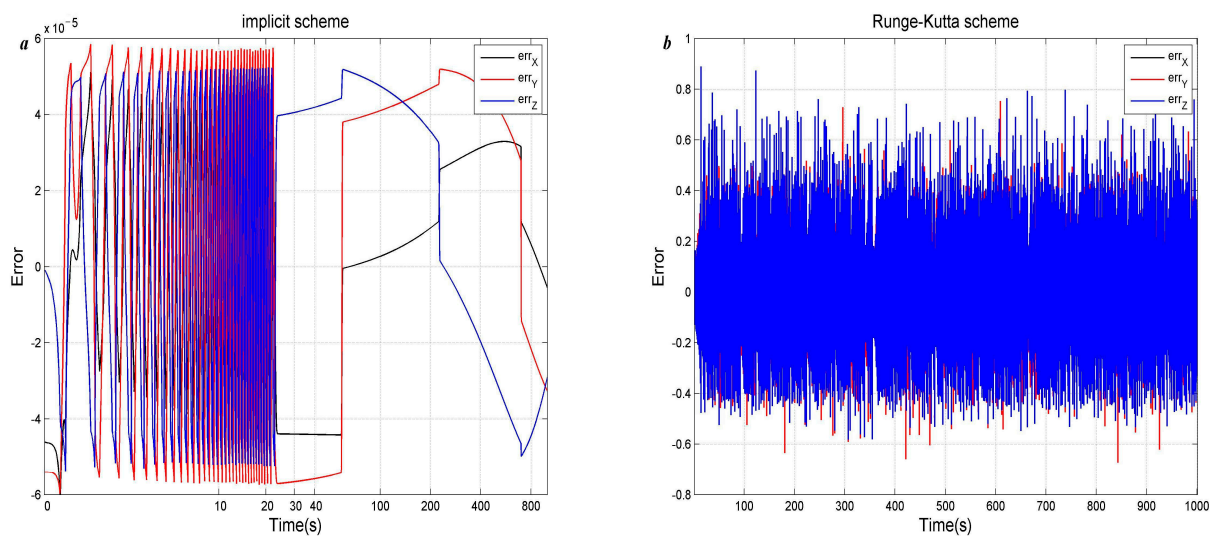 implicit scheme
x 10⁻⁵
a
6
4
2
0
-2
-4
-6
Error
0
10
20
30
40
100
200
400
800
Time(s)
err_X
err_Y
err_Z
Runge-Kutta scheme
b
1
0.8
0.6
0.4
0.2
0
-0.2
-0.4
-0.6
-0.8
Error
100
200
300
400
500
600
700
800
900
1000
Time(s)
err_X
err_Y
err_Z